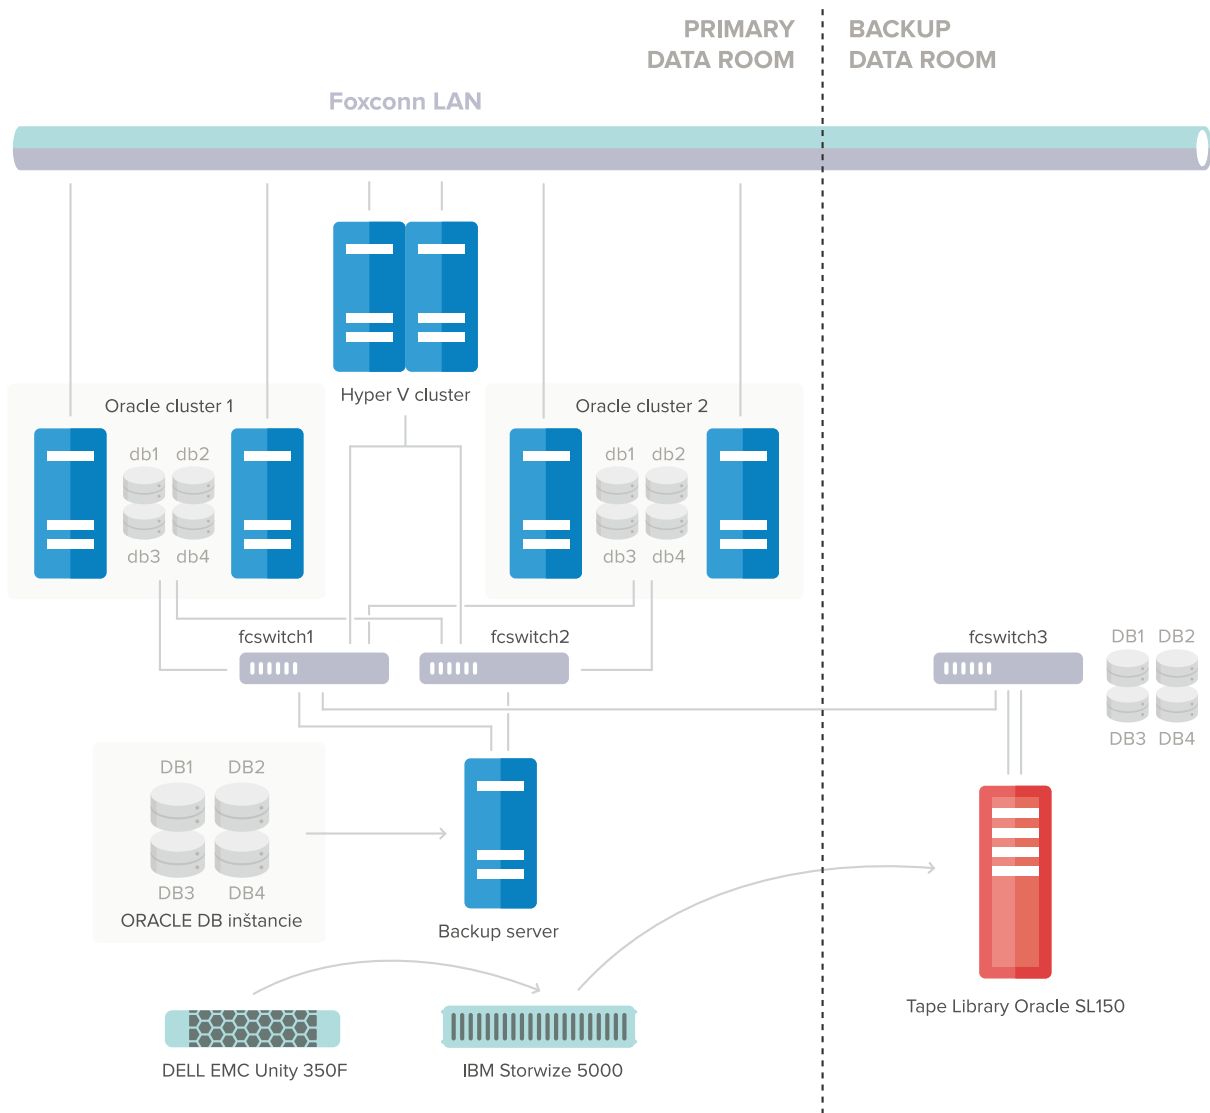 PRIMARY
DATA ROOM
BACKUP
DATA ROOM
Foxconn LAN
Hyper V cluster
Oracle cluster 1
db1 db2
db3 db4
Oracle cluster 2
db1 db2
db3 db4
fcswitch1
fcswitch2
fcswitch3
DB1 DB2
DB3 DB4
DB1 DB2
DB3 DB4
ORACLE DB inštancie
Backup server
Tape Library Oracle SL150
DELL EMC Unity 350F
IBM Storwize 5000